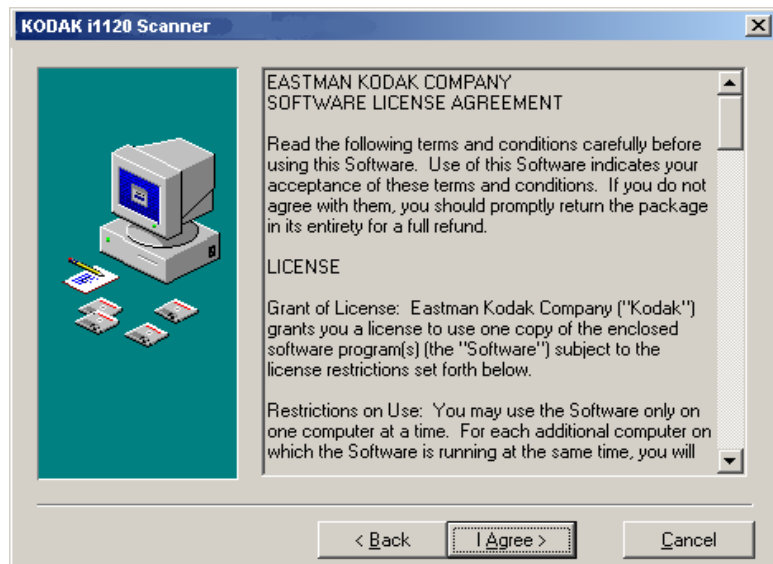 KODAK i1120 Scanner
EASTMAN KODAK COMPANY
SOFTWARE LICENSE AGREEMENT
Read the following terms and conditions carefully before
using this Software.  Use of this Software indicates your
acceptance of these terms and conditions.  If you do not
agree with them, you should promptly return the package
in its entirety for a full refund.
LICENSE
Grant of License:  Eastman Kodak Company ("Kodak")
grants you a license to use one copy of the enclosed
software program(s) (the "Software") subject to the
license restrictions set forth below.
Restrictions on Use:  You may use the Software only on
one computer at a time.  For each additional computer on
which the Software is running at the same time, you will
< Back
I Agree >
Cancel